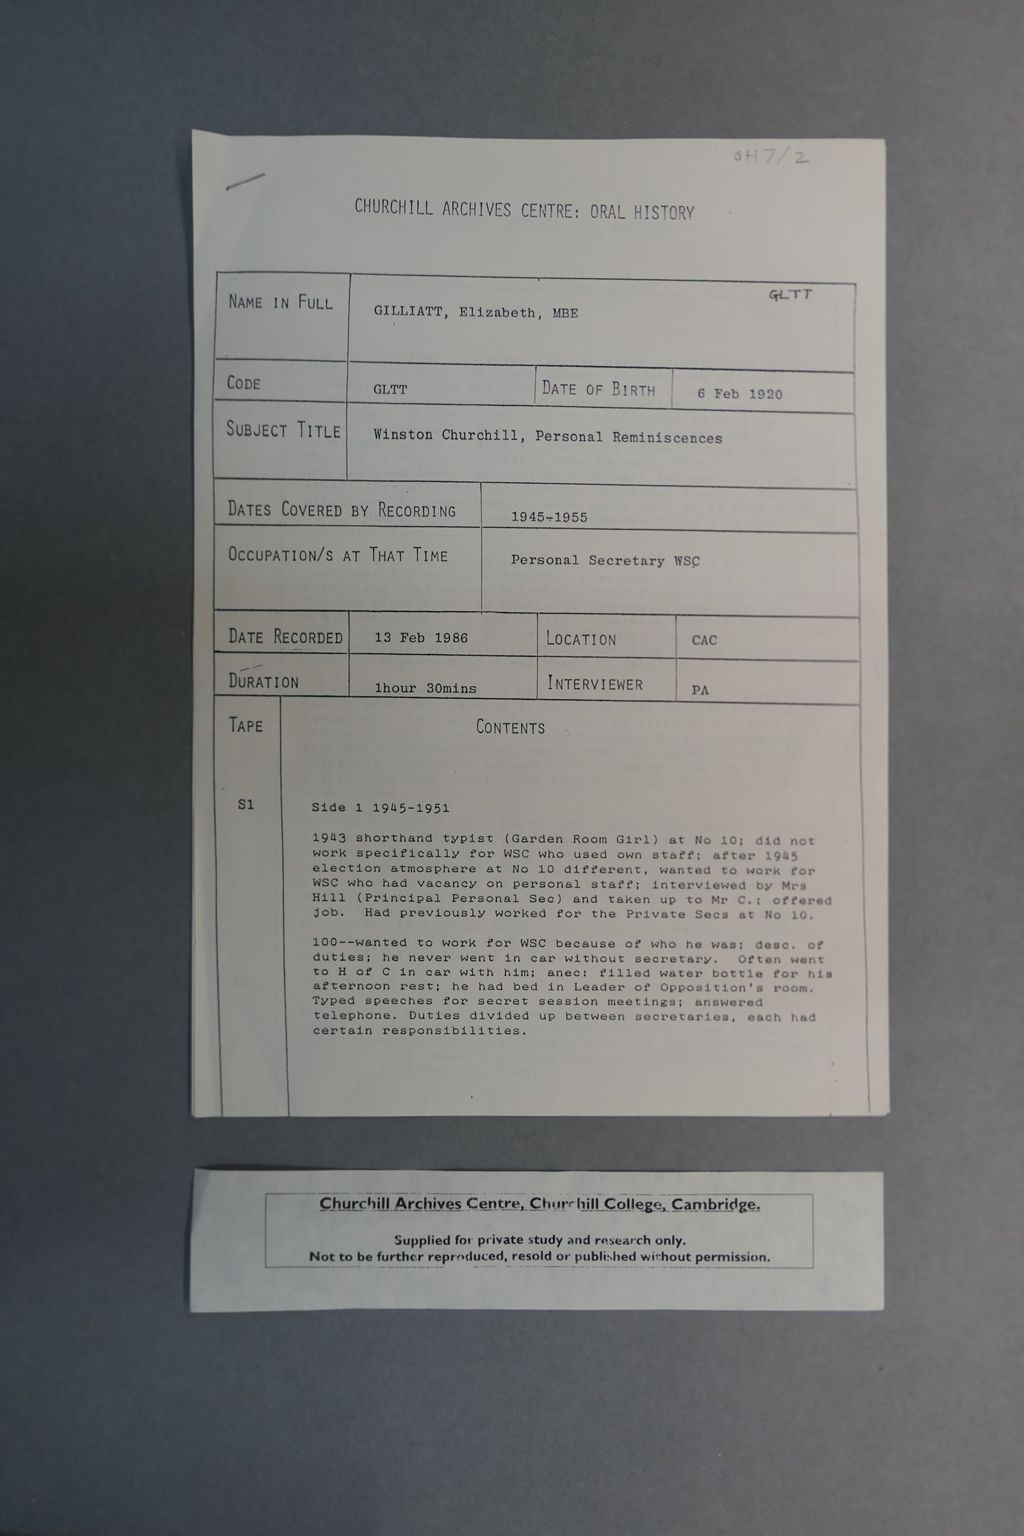 OH 7/2
CHURCHILL ARCHIVES CENTRE: ORAL HISTORY
GLTT
NAME IN FULL
GILLIATT, Elizabeth, MBE
CODE
GLTT
DATE OF BIRTH
6 Feb 1920
SUBJECT TITLE
Winston Churchill, Personal Reminiscences
DATES COVERED BY RECORDING
1945-1955
OCCUPATION/S AT THAT TIME
Personal Secretary WSC
DATE RECORDED
13 Feb 1986
LOCATION
CAC
DURATION
1hour 30mins
INTERVIEWER
PA
TAPE
CONTENTS
S1
Side 1 1945-1951
1943 shorthand typist (Garden Room Girl) at No 10; did not
work specifically for WSC who used own staff; after 1945
election atmosphere at No 10 different, wanted to work for
WSC who had vacancy on personal staff; interviewed by Mrs
Hill (Principal Personal Sec) and taken up to Mr C.; offered
job.  Had previously worked for the Private Secs at No 10.
100--wanted to work for WSC because of who he was; desc. of
duties; he never went in car without secretary.  Often went
to H of C in car with him; anec: filled water bottle for his
afternoon rest; he had bed in Leader of Opposition's room.
Typed speeches for secret session meetings; answered
telephone. Duties divided up between secretaries, each had
certain responsibilities.
Churchill Archives Centre, Churchill College, Cambridge.
Supplied for private study and research only.
Not to be further reproduced, resold or published without permission.